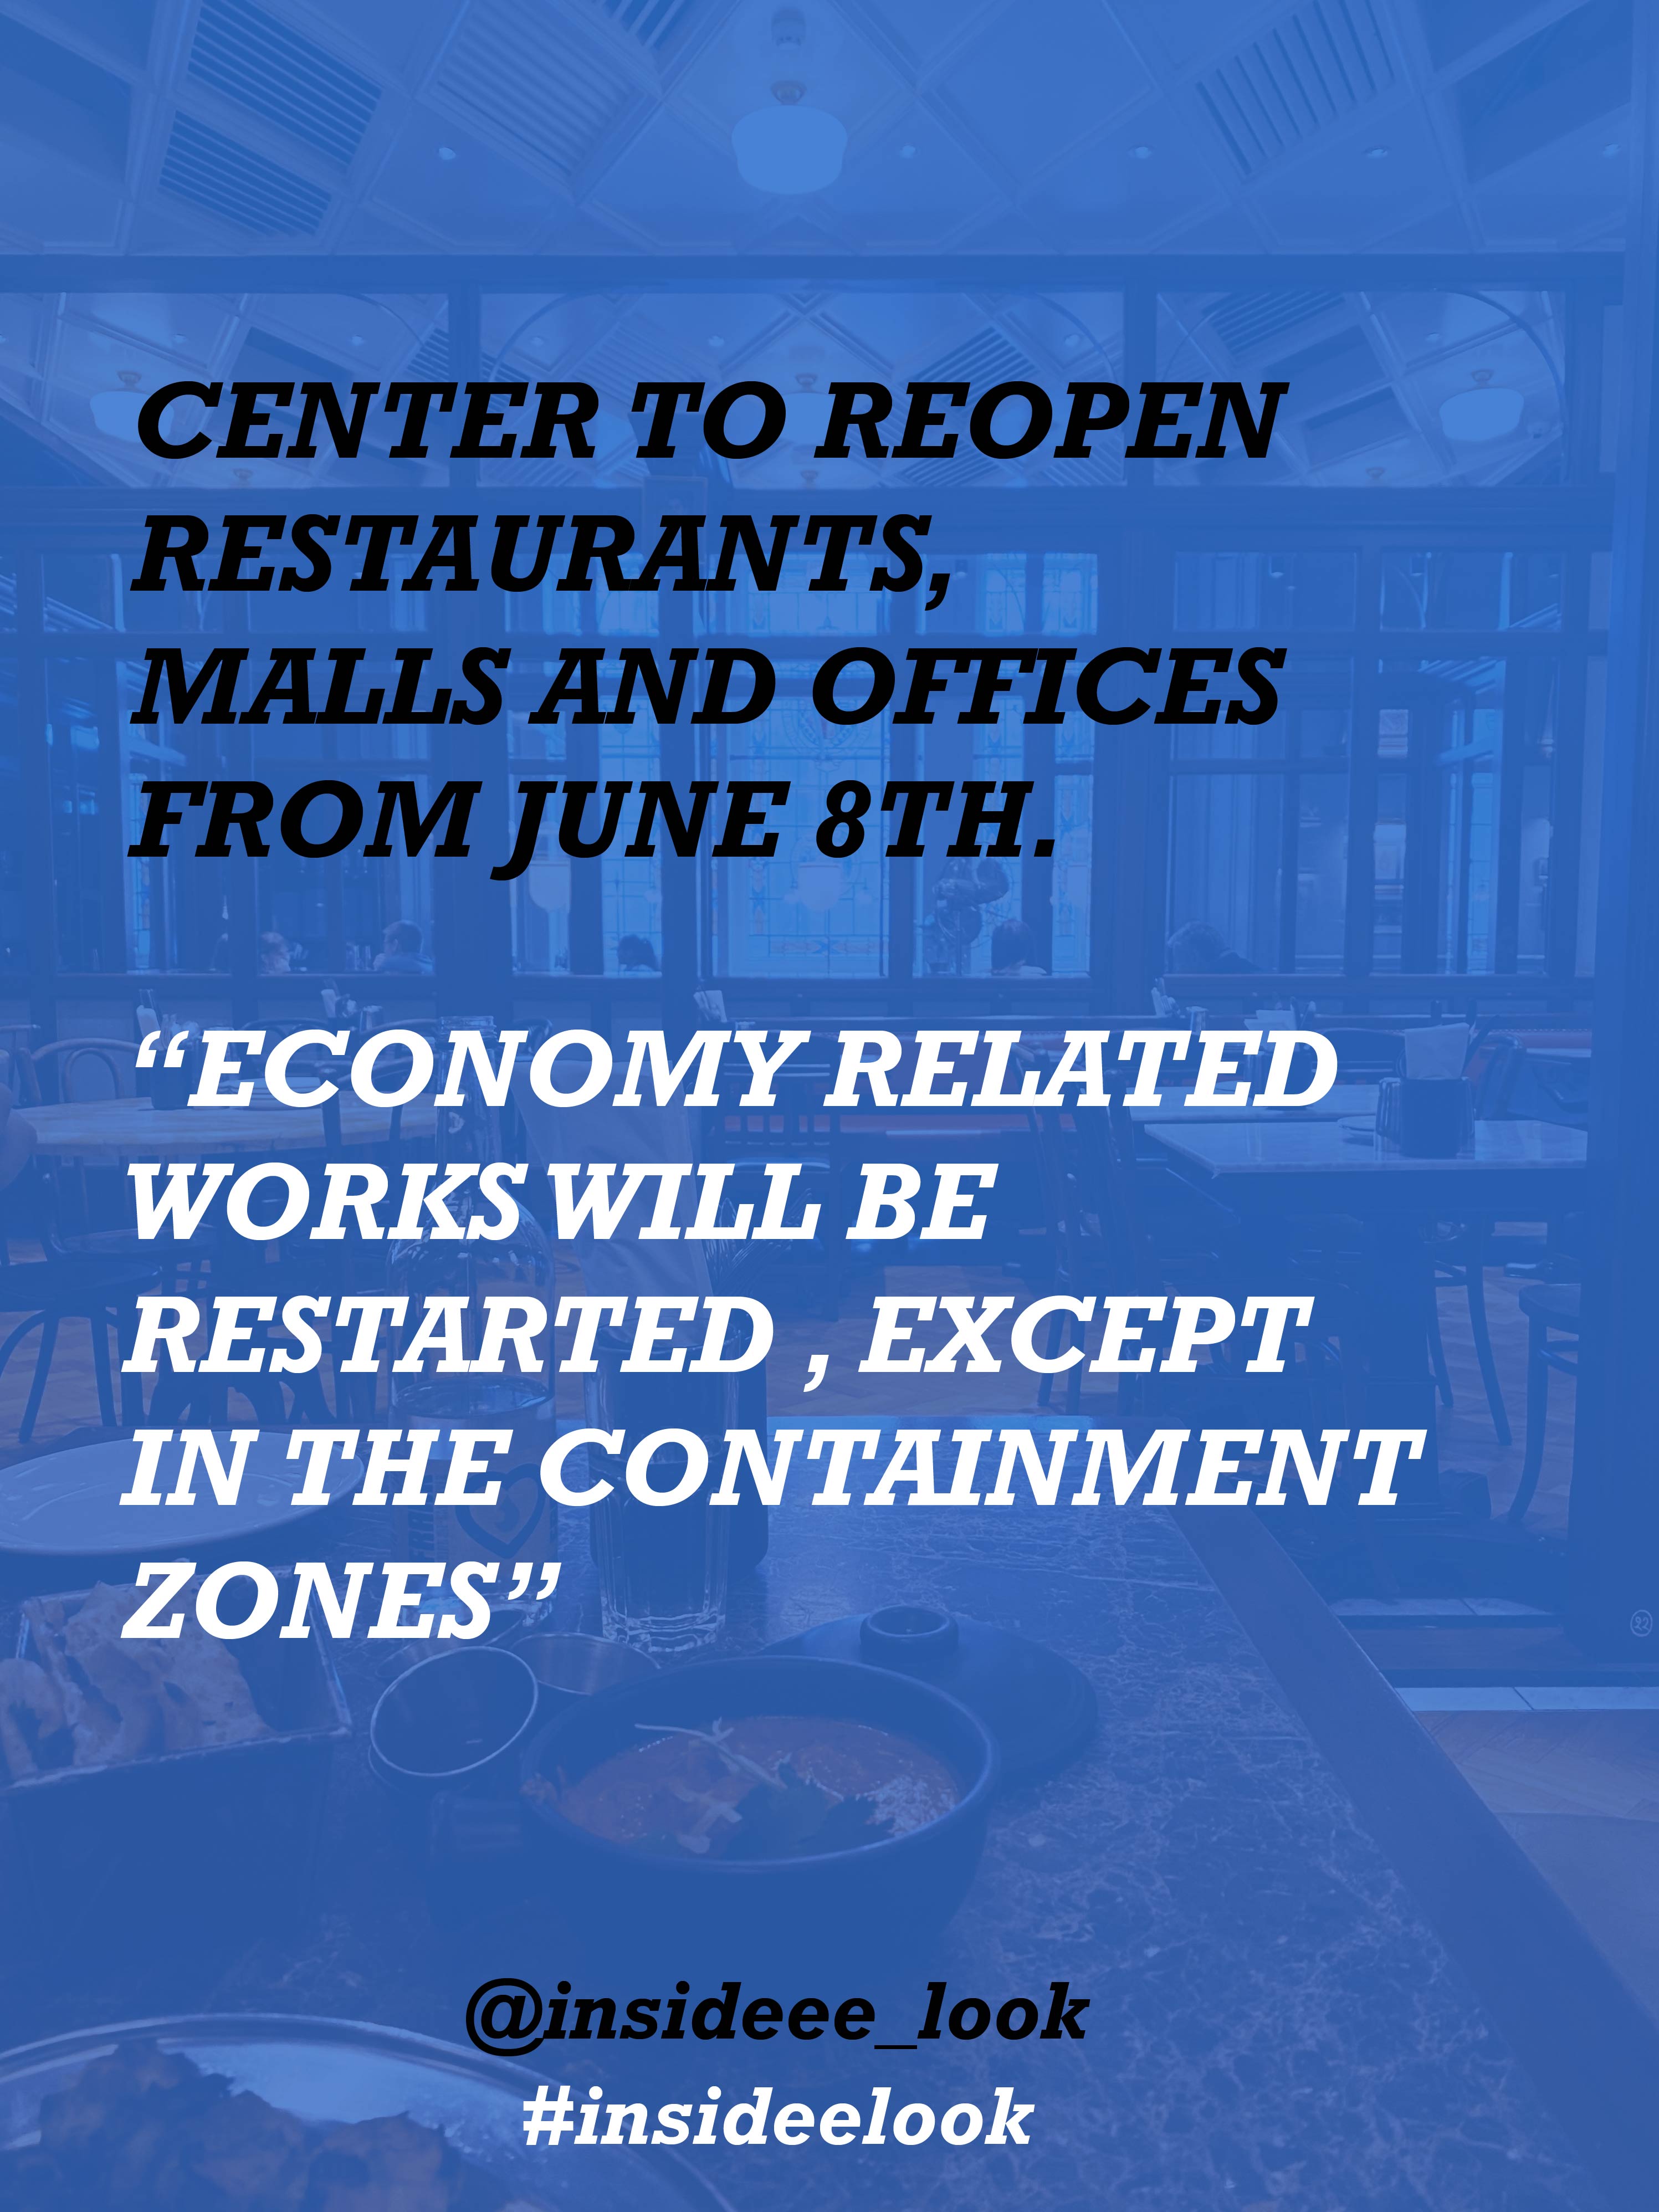 CENTER TO REOPEN
RESTAURANTS,
MALLS AND OFFICES
FROM JUNE 8TH.
“ECONOMY RELATED
WORKS WILL BE
RESTARTED , EXCEPT
IN THE CONTAINMENT
ZONES”
@insideee_look
#insideelook